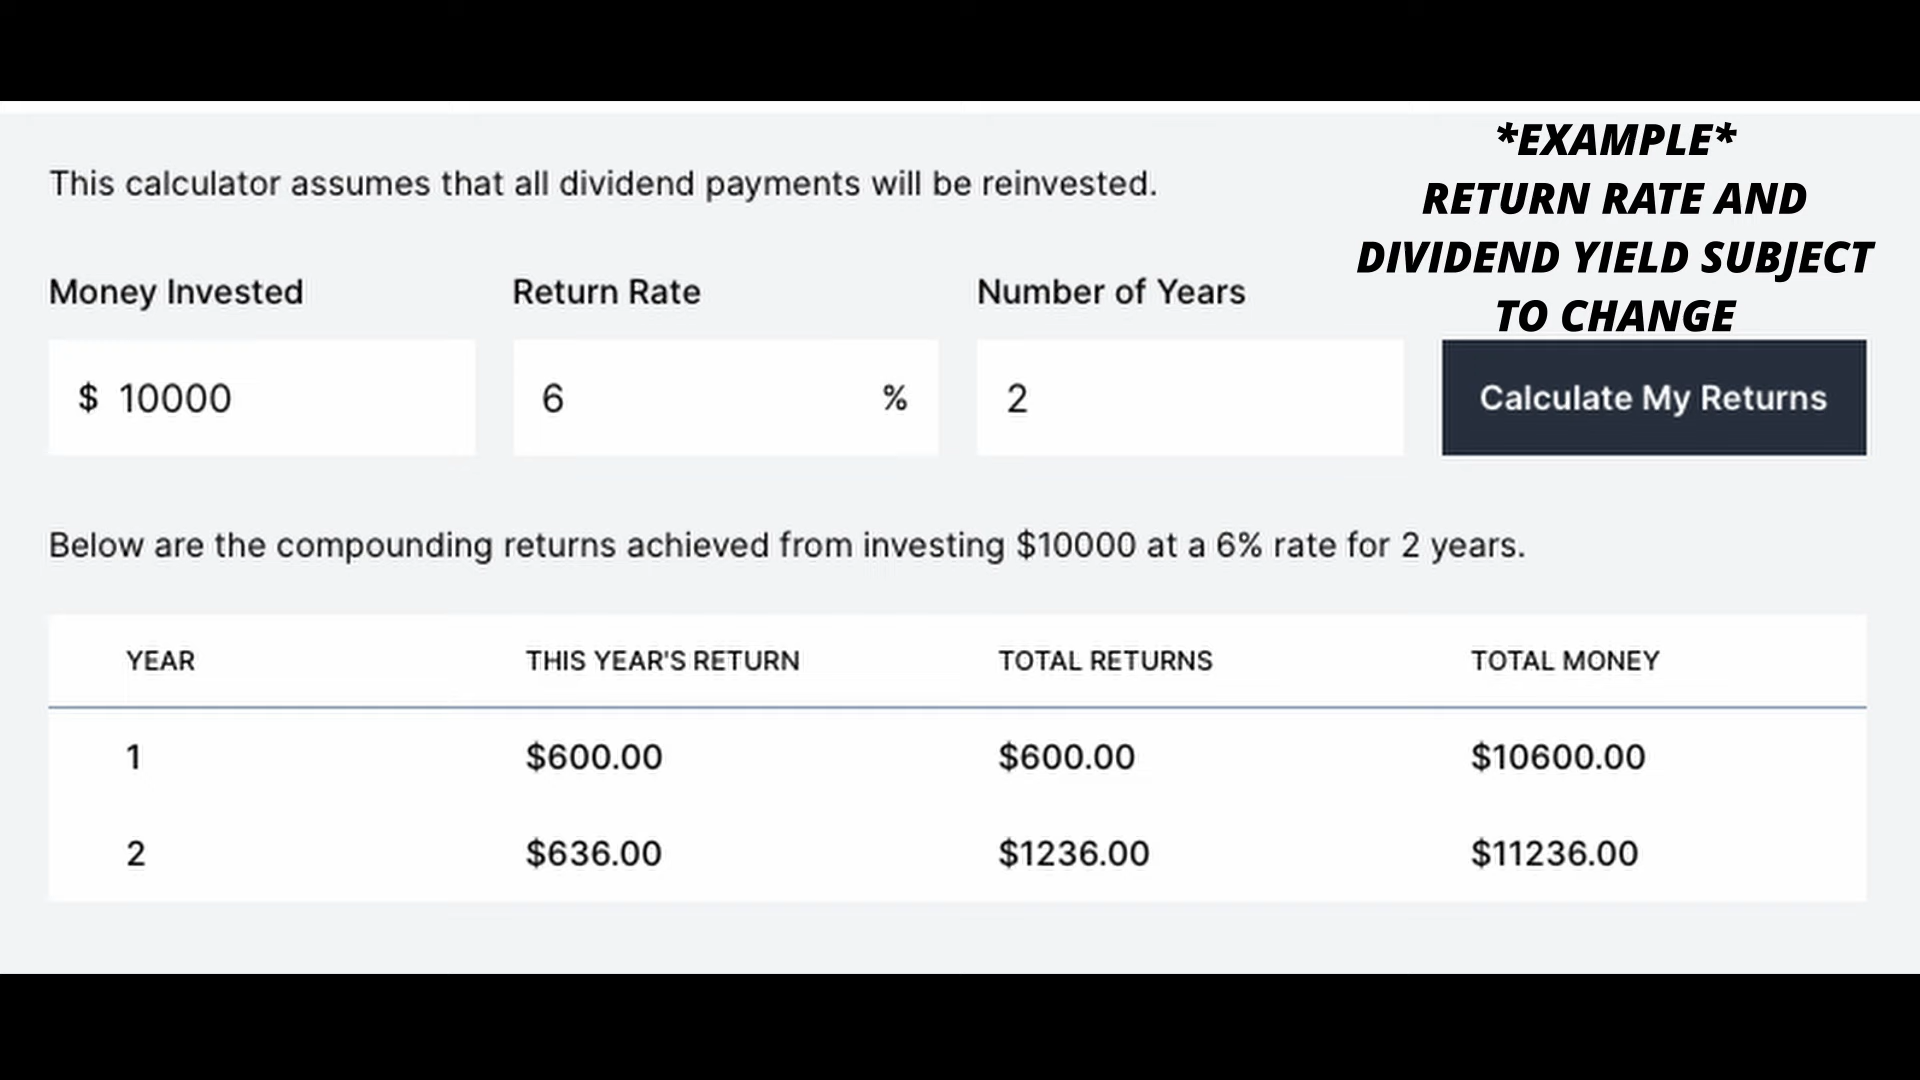 *EXAMPLE*
RETURN RATE AND
DIVIDEND YIELD SUBJECT
TO CHANGE
This calculator assumes that all dividend payments will be reinvested.
Money Invested
Return Rate
Number of Years
$ 10000
6 %
2
Calculate My Returns
Below are the compounding returns achieved from investing $10000 at a 6% rate for 2 years.
YEAR THIS YEAR'S RETURN TOTAL RETURNS TOTAL MONEY
1 $600.00 $600.00 $10600.00
2 $636.00 $1236.00 $11236.00